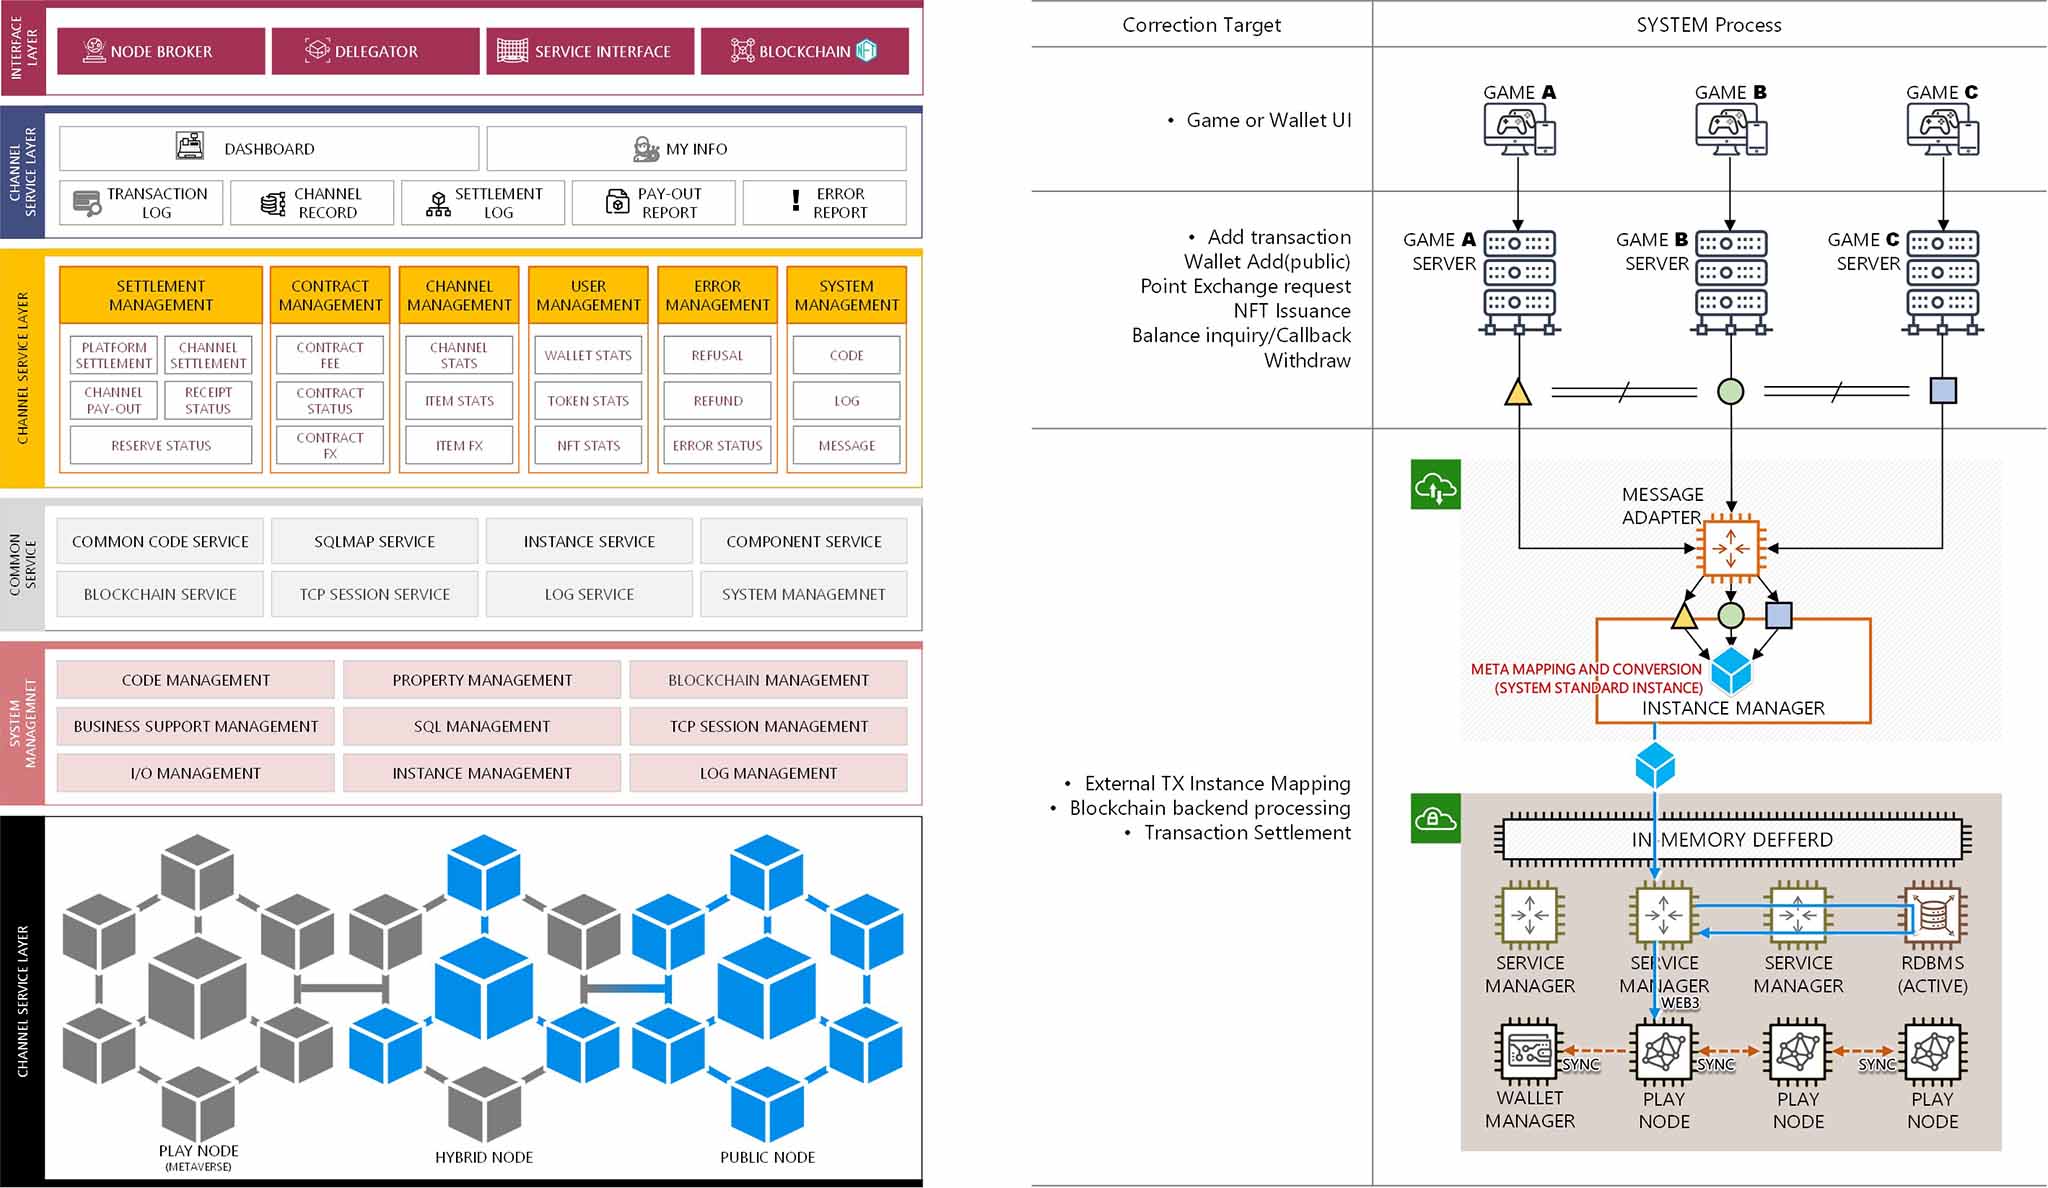 INTERFACE
LAYER
NODE BROKER
DELEGATOR
SERVICE INTERFACE
BLOCKCHAIN
NFT
CHANNEL
SERVICE LAYER
DASHBOARD
MY INFO
TRANSACTION
LOG
CHANNEL
RECORD
SETTLEMENT
LOG
PAY-OUT
REPORT
ERROR
REPORT
CHANNEL SERVICE LAYER
SETTLEMENT
MANAGEMENT
PLATFORM
SETTLEMENT
CHANNEL
SETTLEMENT
CHANNEL
PAY-OUT
RECEIPT
STATUS
RESERVE STATUS
CONTRACT
MANAGEMENT
CONTRACT
FEE
CONTRACT
STATUS
CONTRACT
FX
CHANNEL
MANAGEMENT
CHANNEL
STATS
ITEM STATS
ITEM FX
USER
MANAGEMENT
WALLET STATS
TOKEN STATS
NFT STATS
ERROR
MANAGEMENT
REFUSAL
REFUND
ERROR STATUS
SYSTEM
MANAGEMENT
CODE
LOG
MESSAGE
COMMON
SERVICE
COMMON CODE SERVICE
SQLMAP SERVICE
INSTANCE SERVICE
COMPONENT SERVICE
BLOCKCHAIN SERVICE
TCP SESSION SERVICE
LOG SERVICE
SYSTEM MANAGEMNET
SYSTEM
MANAGEMNET
CODE MANAGEMENT
PROPERTY MANAGEMENT
BLOCKCHAIN MANAGEMENT
BUSINESS SUPPORT MANAGEMENT
SQL MANAGEMENT
TCP SESSION MANAGEMENT
I/O MANAGEMENT
INSTANCE MANAGEMENT
LOG MANAGEMENT
CHANNEL SERVICE LAYER
PLAY NODE
(METAVERSE)
HYBRID NODE
PUBLIC NODE
Correction Target
SYSTEM Process
• Game or Wallet UI
GAME A
GAME B
GAME C
• Add transaction
Wallet Add(public)
Point Exchange request
NFT Issuance
Balance inquiry/Callback
Withdraw
GAME A
SERVER
GAME B
SERVER
GAME C
SERVER
• External TX Instance Mapping
• Blockchain backend processing
• Transaction Settlement
MESSAGE
ADAPTER
META MAPPING AND CONVERSION
(SYSTEM STANDARD INSTANCE)
INSTANCE MANAGER
IN-MEMORY DEFFERD
SERVICE
MANAGER
SERVICE
MANAGER
SERVICE
MANAGER
RDBMS
(ACTIVE)
WEB3
SYNC
SYNC
SYNC
WALLET
MANAGER
PLAY
NODE
PLAY
NODE
PLAY
NODE